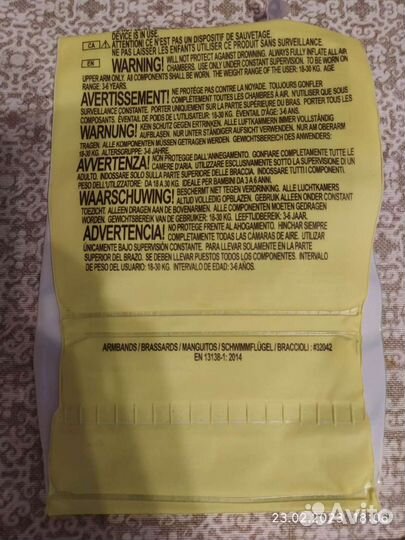 DEVICE IS IN USE.
CA ATTENTION! CE N'EST PAS UN DISPOSITIF DE SAUVETAGE.
NE PAS LAISSER LES ENFANTS UTILISER CE PRODUIT SANS SURVEILLANCE.
EN WARNING! WILL NOT PROTECT AGAINST DROWNING. ALWAYS FULLY INFLATE ALL AIR
CHAMBERS. USE ONLY UNDER CONSTANT SUPERVISION. TO BE WORN ON
UPPER ARM ONLY. ALL COMPONENTS SHALL BE WORN. THE WEIGHT RANGE OF THE USER: 18-30 KG. AGE
RANGE: 3-6 YEARS.
AVERTISSEMENT! NE PROTÈGE PAS CONTRE LA NOYADE. TOUJOURS GONFLER
COMPLÈTEMENT TOUTES LES CHAMBRES À AIR. N'UTILISER QUE SOUS
SURVEILLANCE CONSTANTE. PORTER UNIQUEMENT SUR LA PARTIE SUPÉRIEURE DU BRAS. PORTER TOUS LES
COMPOSANTS. ÉVENTAIL DE POIDS DE L'UTILISATEUR: 18-30 KG. ÉVENTAIL D'ÂGE: 3-6 ANS.
WARNUNG! KEIN SCHUTZ GEGEN ERTRINKEN. ALLE LUFTKAMMERN IMMER VOLLSTÄNDIG
AUFBLASEN. NUR UNTER STÄNDIGER AUFSICHT VERWENDEN. NUR AM OBERARM
TRAGEN. ALLE KOMPONENTEN MÜSSEN GETRAGEN WERDEN. GEWICHTSBEREICH DES ANWENDERS:
18-30 KG. ALTERSGRUPPE: 3-6 JAHRE.
AVVERTENZA! NON PROTEGGE DALL'ANNEGAMENTO. GONFIARE COMPLETAMENTE TUTTE LE
CAMERE D'ARIA. UTILIZZARE ESCLUSIVAMENTE SOTTO LA SUPERVISIONE DI UN
ADULTO. INDOSSARE SOLO SULLA PARTE SUPERIORE DELLE BRACCIA. INDOSSARE TUTTI I COMPONENTI.
PESO DELL'UTILIZZATORE: DA 18 A 30 KG. IDEALE PER BAMBINI DA 3 A 6 ANNI.
WAARSCHUWING! BESCHERMT NIET TEGEN VERDRINKING. ALLE LUCHTKAMERS
ALTIJD VOLLEDIG OPBLAZEN. GEBRUIK ALLEEN ONDER CONSTANT
TOEZICHT. ALLEEN DRAGEN AAN DE BOVENARMEN. ALLE COMPONENTEN MOETEN GEDRAGEN
WORDEN. GEWICHTSBEREIK VAN DE GEBRUIKER: 18-30 KG. LEEFTIJDBEREIK: 3-6 JAAR.
ADVERTENCIA! NO PROTEGE FRENTE AL AHOGAMIENTO. HINCHAR SIEMPRE
COMPLETAMENTE TODAS LAS CÁMARAS DE AIRE. UTILIZAR
ÚNICAMENTE BAJO SUPERVISIÓN CONSTANTE. PARA LLEVAR SOLAMENTE EN LA PARTE
SUPERIOR DEL BRAZO. SE DEBEN LLEVAR PUESTOS TODOS LOS COMPONENTES. INTERVALO
DE PESO DEL USUARIO: 18-30 KG. INTERVALO DE EDAD: 3-6 AÑOS.
ARMBANDS / BRASSARDS / MANGUITOS / SCHWIMMFLÜGEL / BRACCIOLI : #32042
EN 13138-1: 2014
23.02.2023 18:06
Avito